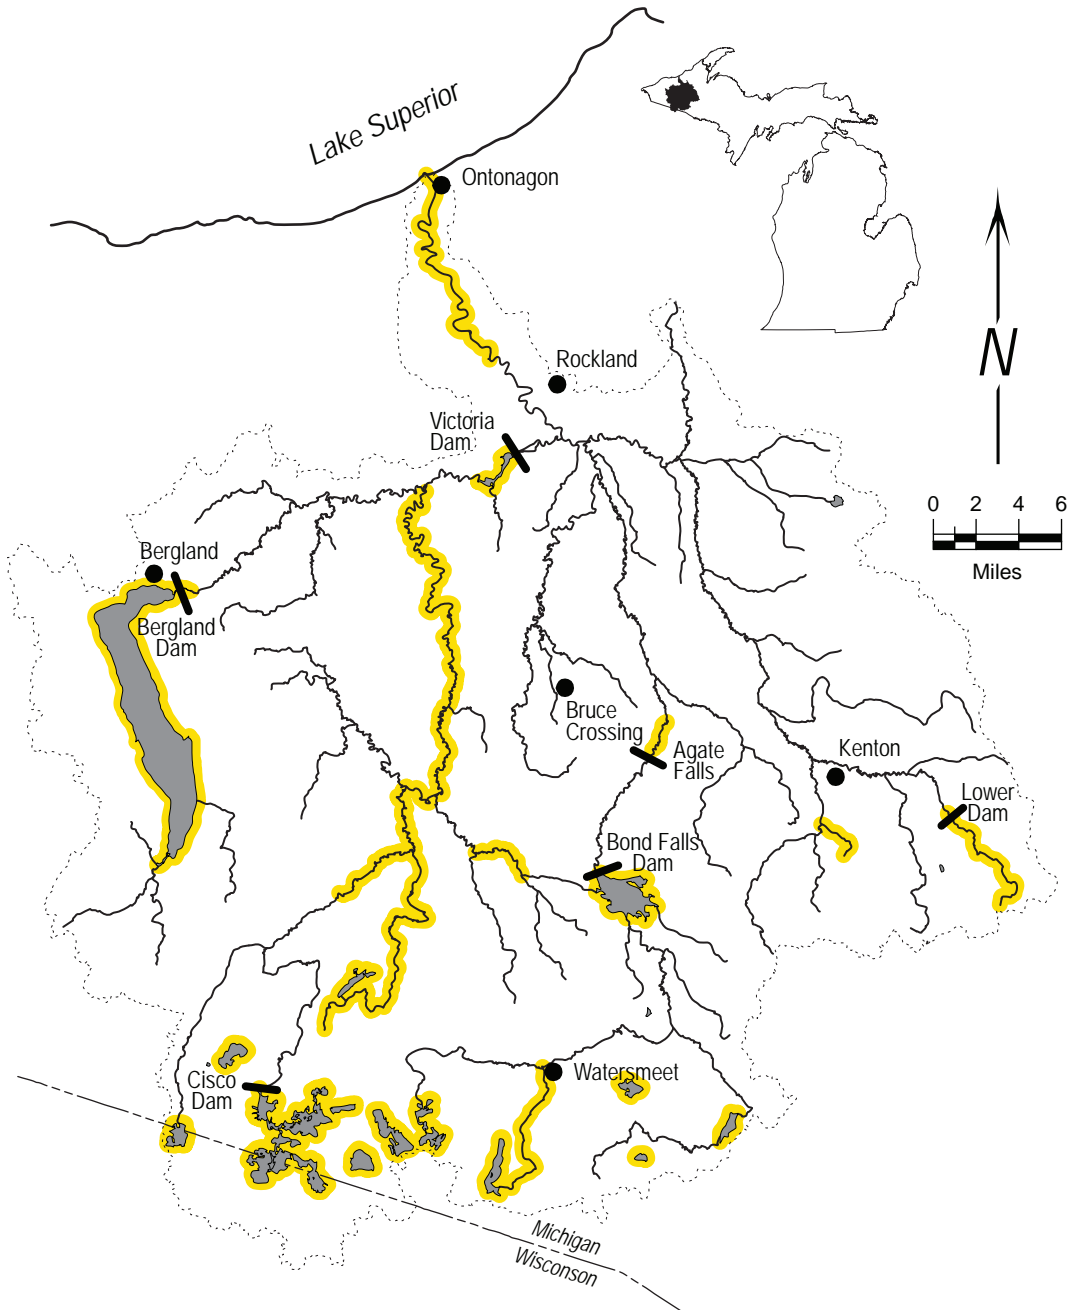 Lake Superior
Ontonagon
Rockland
Victoria
Dam
N
0 2 4 6
Miles
Bergland
Bergland
Dam
Bruce
Crossing
Agate
Falls
Kenton
Lower
Dam
Bond Falls
Dam
Cisco
Dam
Watersmeet
Michigan
Wisconson